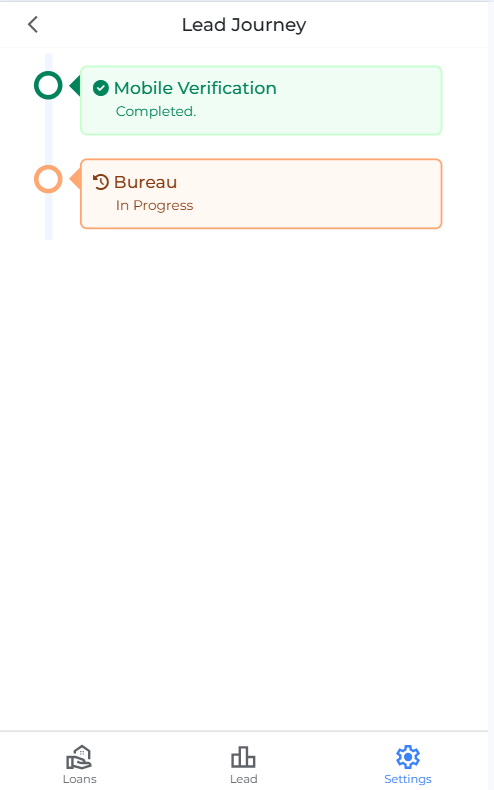 Lead Journey
Mobile Verification
Completed.
Bureau
In Progress
Loans
Lead
Settings